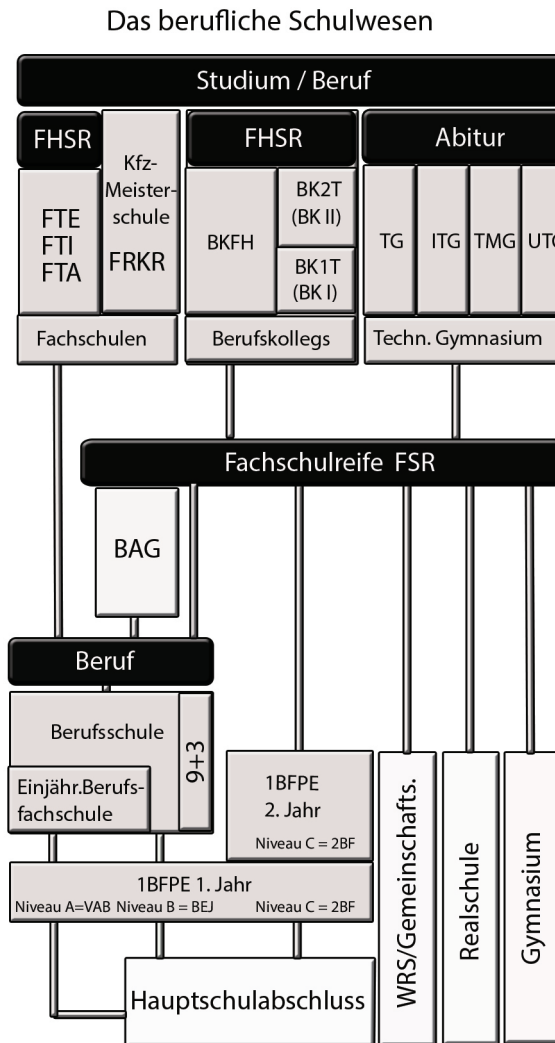 Das berufliche Schulwesen
Studium / Beruf
FHSR
Kfz-
Meister-
schule
FRKR
FTE
FTI
FTA
Fachschulen
FHSR
BKFH
BK2T
(BK II)
BK1T
(BK I)
Berufskollegs
Abitur
TG
ITG
TMG
Techn. Gymnasium
Fachschulreife FSR
BAG
Beruf
Berufsschule
9+3
Einjähr.Berufs-
fachschule
1BFPE
2. Jahr
Niveau C = 2BF
1BFPE 1. Jahr
Niveau A=VAB Niveau B = BEJ Niveau C = 2BF
Hauptschulabschluss
WRS/Gemeinschafts.
Realschule
Gymnasium